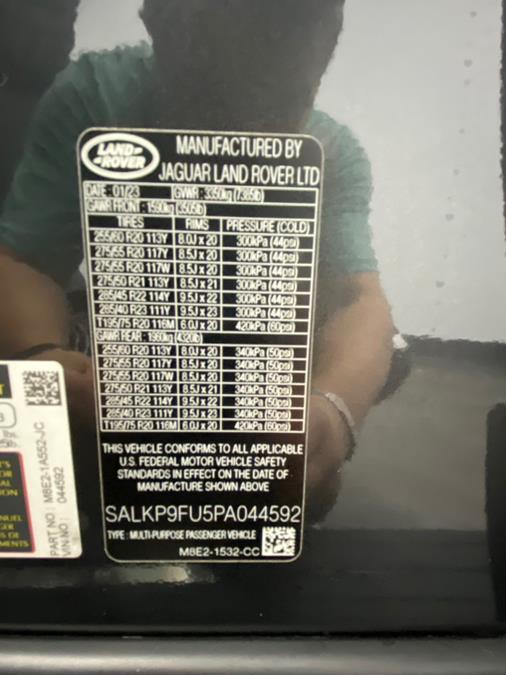 LAND-
ROVER
MANUFACTURED BY
JAGUAR LAND ROVER LTD
DATE: 01/23 GVWR: 3350kg (7385lb)
GAWR FRONT: 1590kg (3505lb)
TIRES RIMS PRESSURE (COLD)
255/60 R20 113Y 8.0J x 20 300kPa (44psi)
275/55 R20 117Y 8.5J x 20 300kPa (44psi)
275/55 R20 117W 8.5J x 20 300kPa (44psi)
275/50 R21 113Y 8.5J x 21 300kPa (44psi)
285/45 R22 114Y 9.5J x 22 300kPa (44psi)
285/40 R23 111Y 9.5J x 23 300kPa (44psi)
T195/75 R20 116M 6.0J x 20 420kPa (60psi)
GAWR REAR: 1960kg (4320lb)
255/60 R20 113Y 8.0J x 20 340kPa (50psi)
275/55 R20 117Y 8.5J x 20 340kPa (50psi)
275/55 R20 117W 8.5J x 20 340kPa (50psi)
275/50 R21 113Y 8.5J x 21 340kPa (50psi)
285/45 R22 114Y 9.5J x 22 340kPa (50psi)
285/40 R23 111Y 9.5J x 23 340kPa (50psi)
T195/75 R20 116M 6.0J x 20 420kPa (60psi)
THIS VEHICLE CONFORMS TO ALL APPLICABLE
U.S. FEDERAL MOTOR VEHICLE SAFETY
STANDARDS IN EFFECT ON THE DATE OF
MANUFACTURE SHOWN ABOVE
SALKP9FU5PA044592
TYPE : MULTI-PURPOSE PASSENGER VEHICLE
M8E2-1532-CC
PART NO : M8E2-1A552-JC
VIN NO : 044592